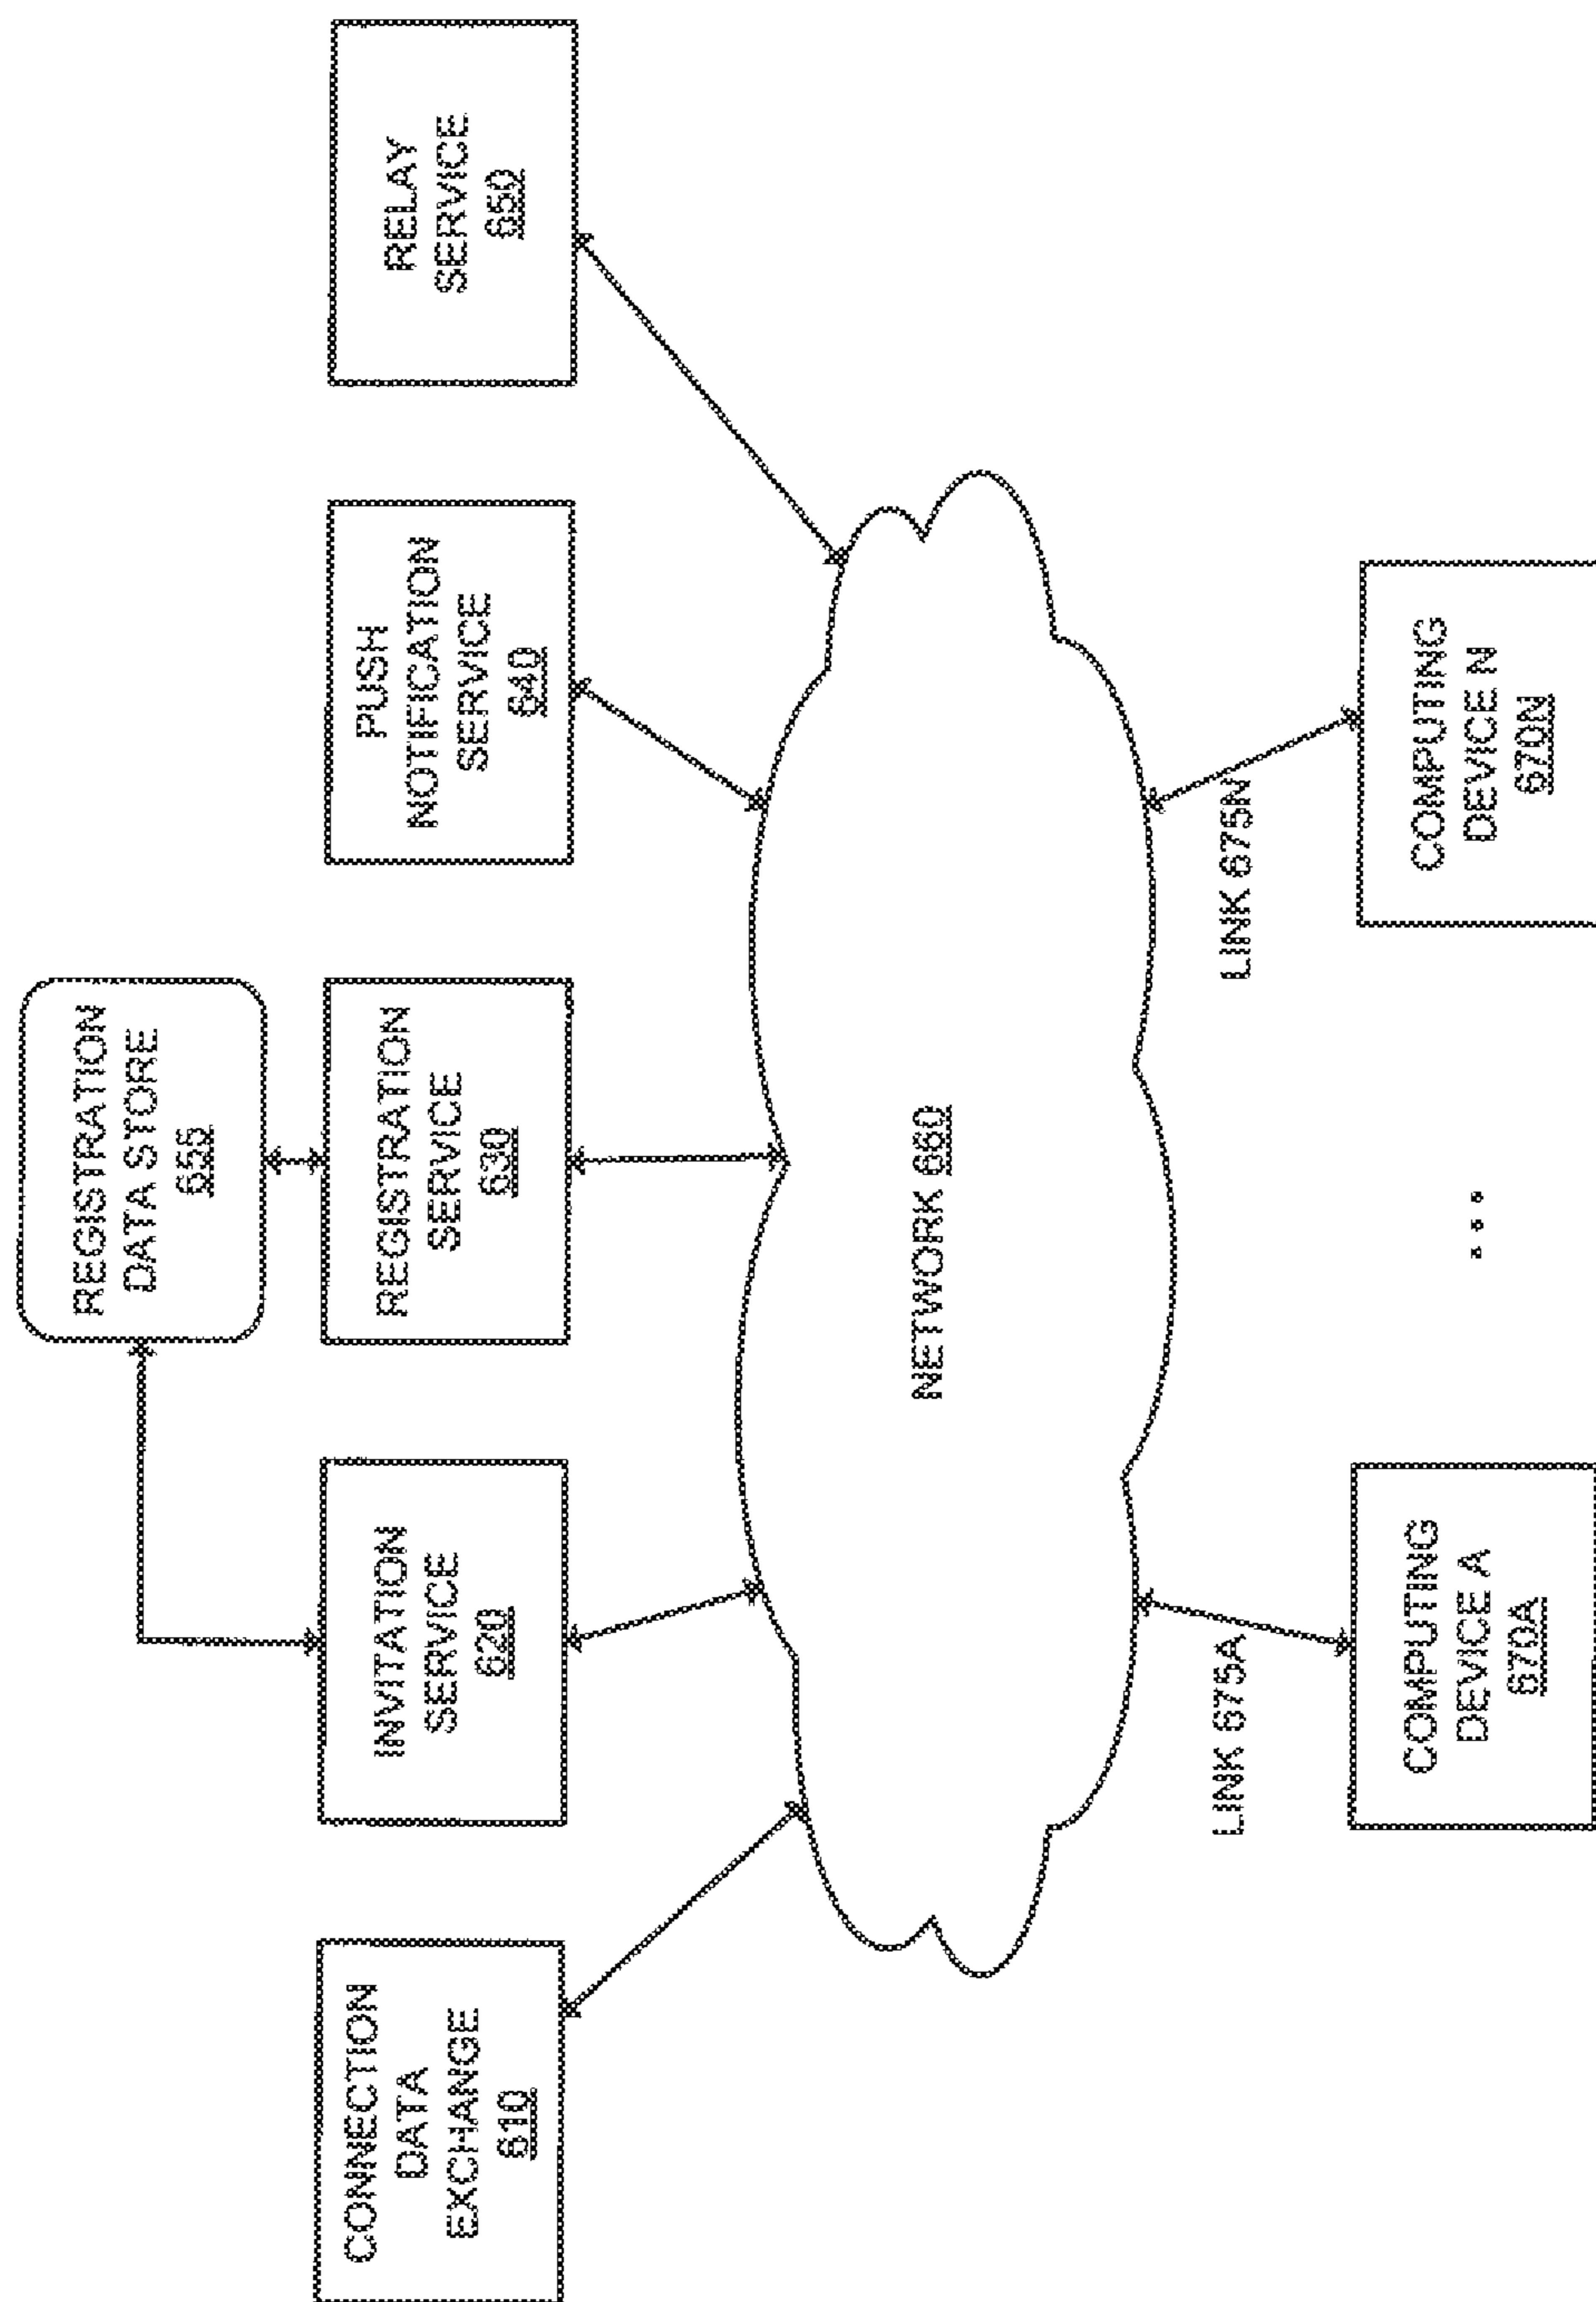 REGISTRATION
DATA STORE
655
CONNECTION
DATA
EXCHANGE
610
INVITATION
SERVICE
620
REGISTRATION
SERVICE
630
PUSH
NOTIFICATION
SERVICE
640
RELAY
SERVICE
650
NETWORK 660
LINK 675A
LINK 675N
COMPUTING
DEVICE A
670A
...
COMPUTING
DEVICE N
670N